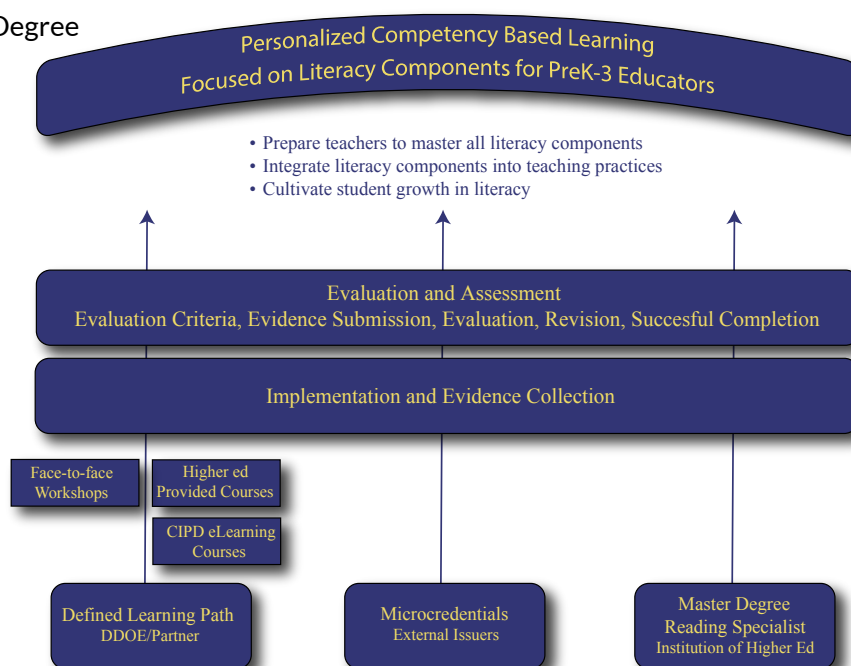 Degree
Personalized Competency Based Learning
Focused on Literacy Components for PreK-3 Educators
• Prepare teachers to master all literacy components
• Integrate literacy components into teaching practices
• Cultivate student growth in literacy
Evaluation and Assessment
Evaluation Criteria, Evidence Submission, Evaluation, Revision, Succesful Completion
Implementation and Evidence Collection
Face-to-face
Workshops
Higher ed
Provided Courses
CIPD eLearning
Courses
Defined Learning Path
DDOE/Partner
Microcredentials
External Issuers
Master Degree
Reading Specialist
Institution of Higher Ed